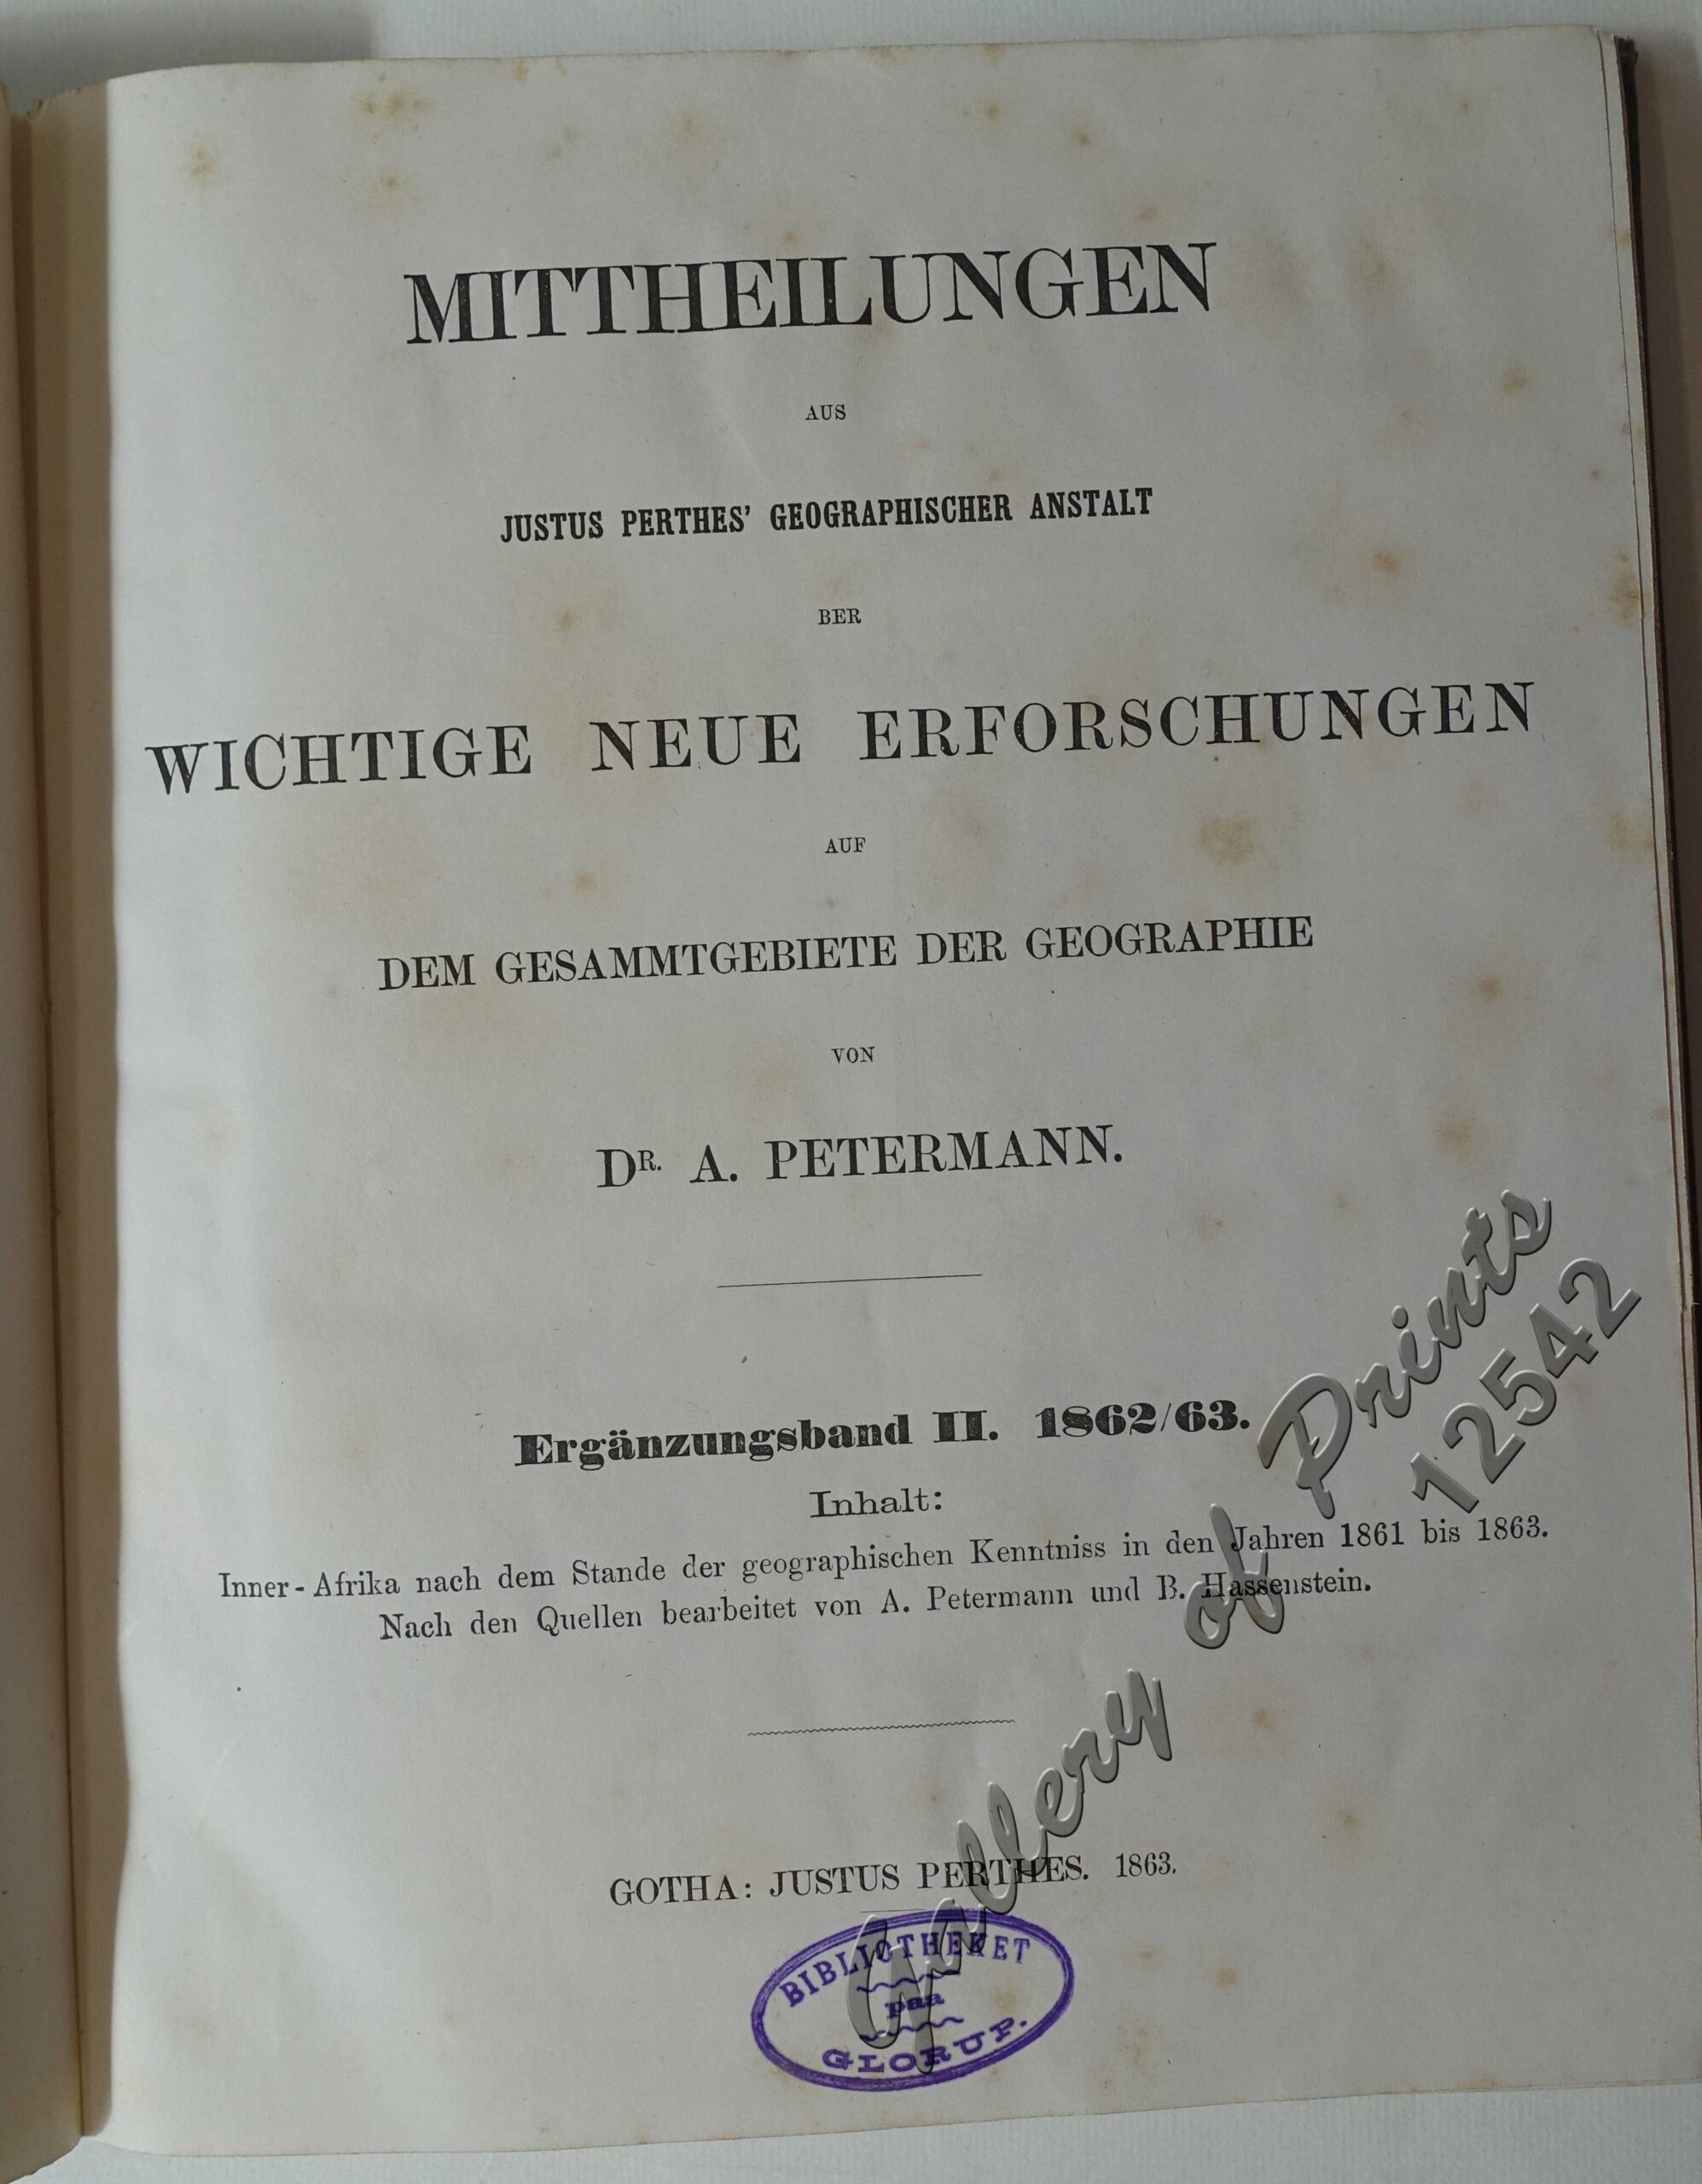 MITTHEILUNGEN
AUS
JUSTUS PERTHES' GEOGRAPHISCHER ANSTALT
BER
WICHTIGE NEUE ERFORSCHUNGEN
AUF
DEM GESAMMTGEBIETE DER GEOGRAPHIE
VON
DR. A. PETERMANN.
Ergänzungsband II. 1862/63.
Inhalt:
Inner-Afrika nach dem Stande der geographischen Kenntniss in den Jahren 1861 bis 1863.
Nach den Quellen bearbeitet von A. Petermann und B. Hassenstein.
GOTHA: JUSTUS PERTHES. 1863.
BIBLIOTHEKET
paa
GLORUP.
Gallery of Prints
12542